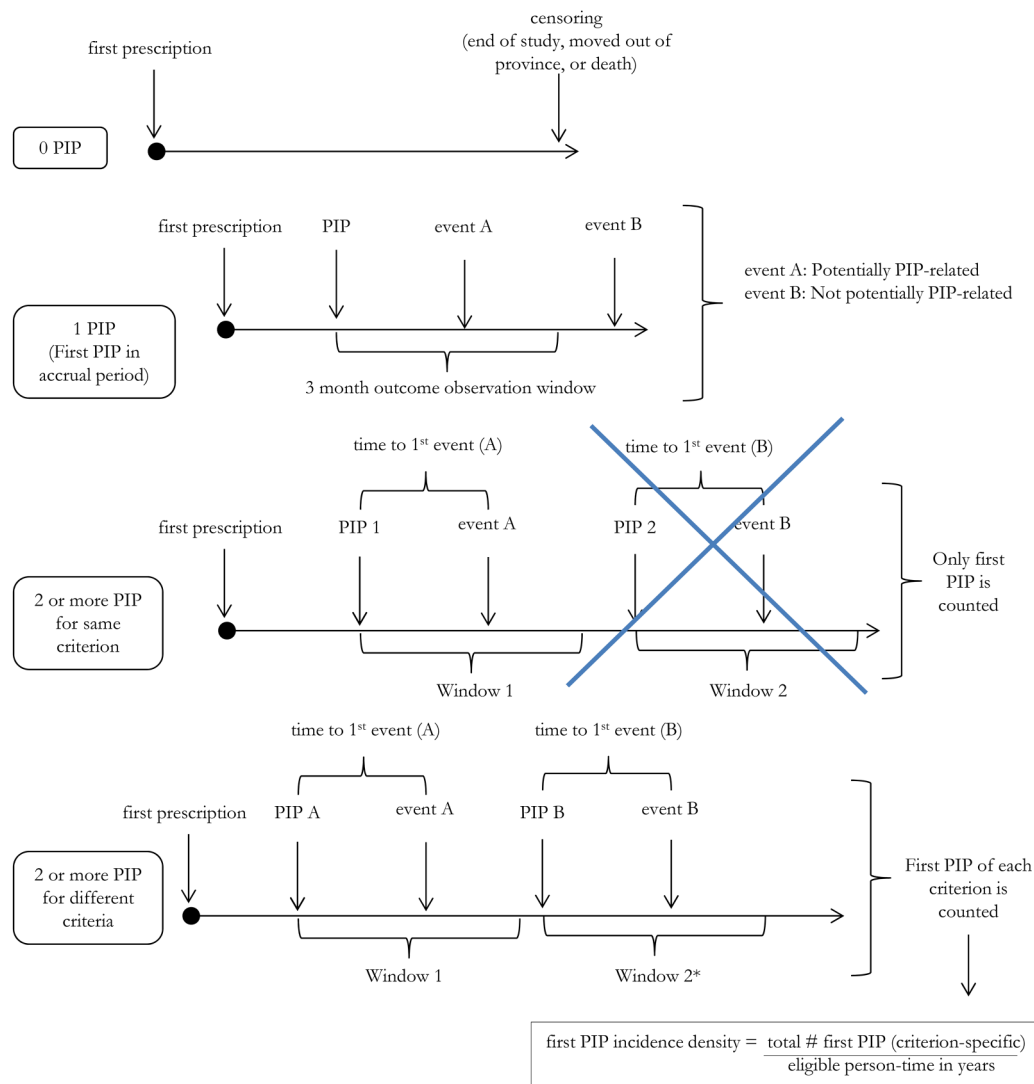 censoring
(end of study, moved out of
province, or death)
first prescription
0 PIP
first prescription
PIP
event A
event B
event A: Potentially PIP-related
event B: Not potentially PIP-related
1 PIP
(First PIP in
accrual period)
3 month outcome observation window
time to 1st event (A)
time to 1st event (B)
first prescription
PIP 1
event A
PIP 2
event B
Only first
PIP is
counted
2 or more PIP
for same
criterion
Window 1
Window 2
time to 1st event (A)
time to 1st event (B)
first prescription
PIP A
event A
PIP B
event B
2 or more PIP
for different
criteria
First PIP of each
criterion is
counted
Window 1
Window 2*
first PIP incidence density = total # first PIP (criterion-specific)
eligible person-time in years